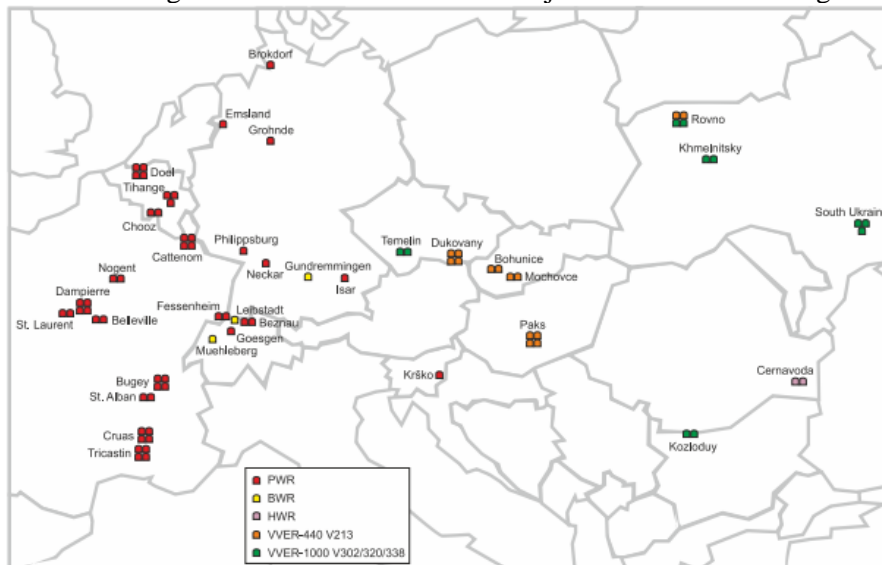 Brokdorf
Emsland
Grohnde
Rovno
Khmelnitsky
Doel
Tihange
Chooz
South Ukrain
Cattenom
Philippsburg
Neckar
Gundremmingen
Isar
Temelin
Dukovany
Bohunice
Mochovce
Nogent
Dampierre
St. Laurent
Belleville
Fessenheim
Leibstadt
Beznau
Goesgen
Muehleberg
Paks
Krško
Cernavoda
Bugey
St. Alban
Kozloduy
Cruas
Tricastin
PWR
BWR
HWR
VVER-440 V213
VVER-1000 V302/320/338